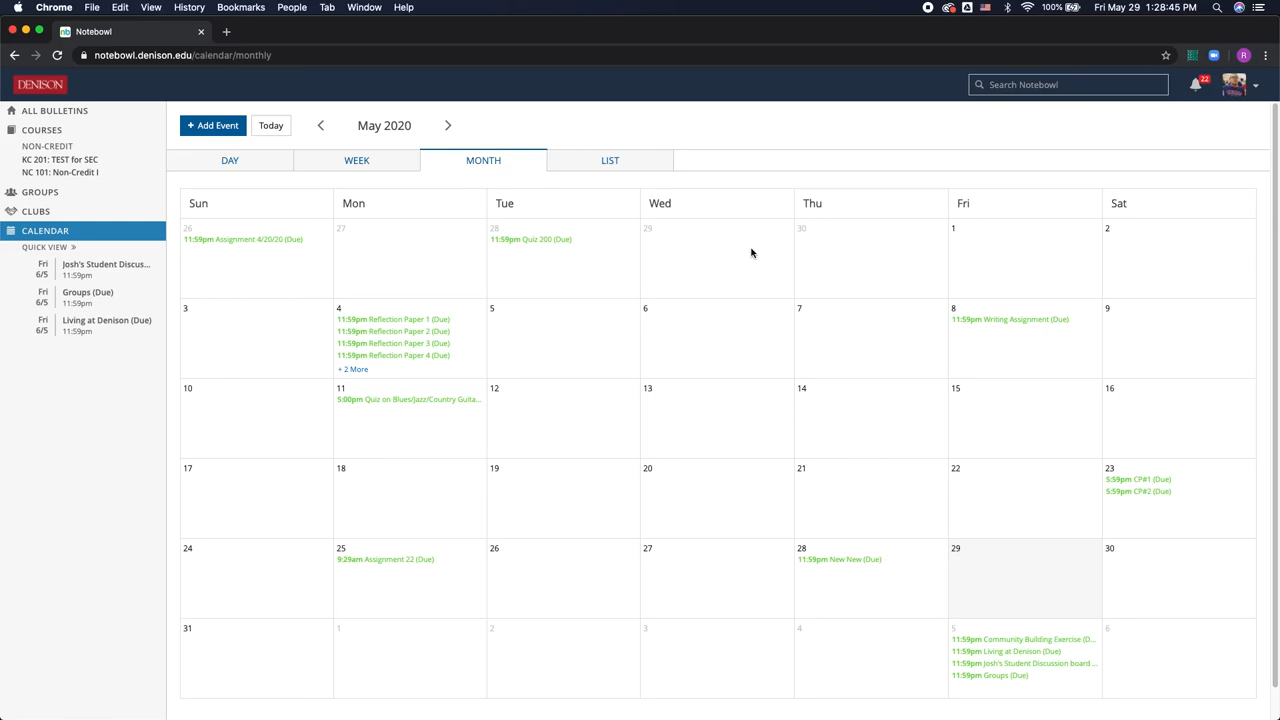 Chrome File Edit View History Bookmarks People Tab Window Help
100% Fri May 29 1:28:45 PM
nb Notebowl
notebowl.denison.edu/calendar/monthly
R
DENISON
Search Notebowl
22
ALL BULLETINS
COURSES
NON-CREDIT
KC 201: TEST for SEC
NC 101: Non-Credit I
GROUPS
CLUBS
CALENDAR
QUICK VIEW »
Fri Josh's Student Discus...
6/5 11:59pm
Fri Groups (Due)
6/5 11:59pm
Fri Living at Denison (Due)
6/5 11:59pm
+ Add Event Today May 2020
DAY WEEK MONTH LIST
Sun Mon Tue Wed Thu Fri Sat
26 27 28 29 30 1 2
11:59pm Assignment 4/20/20 (Due) 11:59pm Quiz 200 (Due)
3 4 5 6 7 8 9
11:59pm Reflection Paper 1 (Due) 11:59pm Writing Assignment (Due)
11:59pm Reflection Paper 2 (Due)
11:59pm Reflection Paper 3 (Due)
11:59pm Reflection Paper 4 (Due)
+ 2 More
10 11 12 13 14 15 16
5:00pm Quiz on Blues/Jazz/Country Guita...
17 18 19 20 21 22 23
5:59pm CP#1 (Due)
5:59pm CP#2 (Due)
24 25 26 27 28 29 30
9:29am Assignment 22 (Due) 11:59pm New New (Due)
31 1 2 3 4 5 6
11:59pm Community Building Exercise (D...
11:59pm Living at Denison (Due)
11:59pm Josh's Student Discussion board ...
11:59pm Groups (Due)